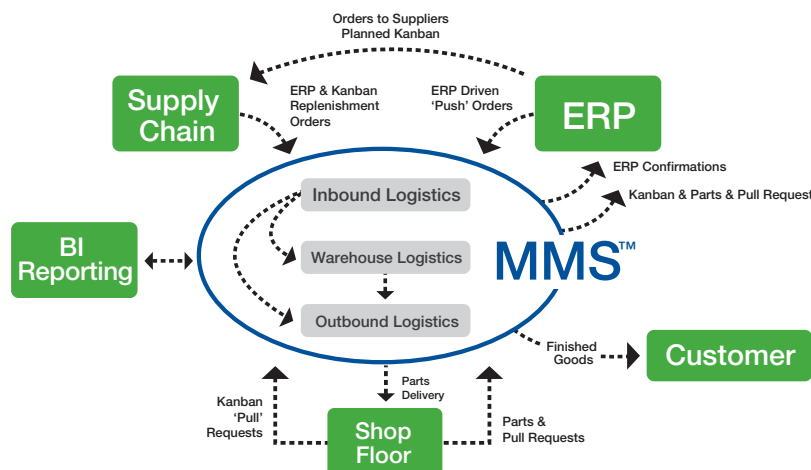 Orders to Suppliers
Planned Kanban
Supply
Chain
ERP & Kanban
Replenishment
Orders
ERP Driven
‘Push’ Orders
ERP
ERP Confirmations
Kanban & Parts & Pull Request
Inbound Logistics
BI
Reporting
Warehouse Logistics
MMS™
Outbound Logistics
Finished
Goods
Customer
Kanban
‘Pull’
Requests
Parts
Delivery
Parts &
Pull Requests
Shop
Floor